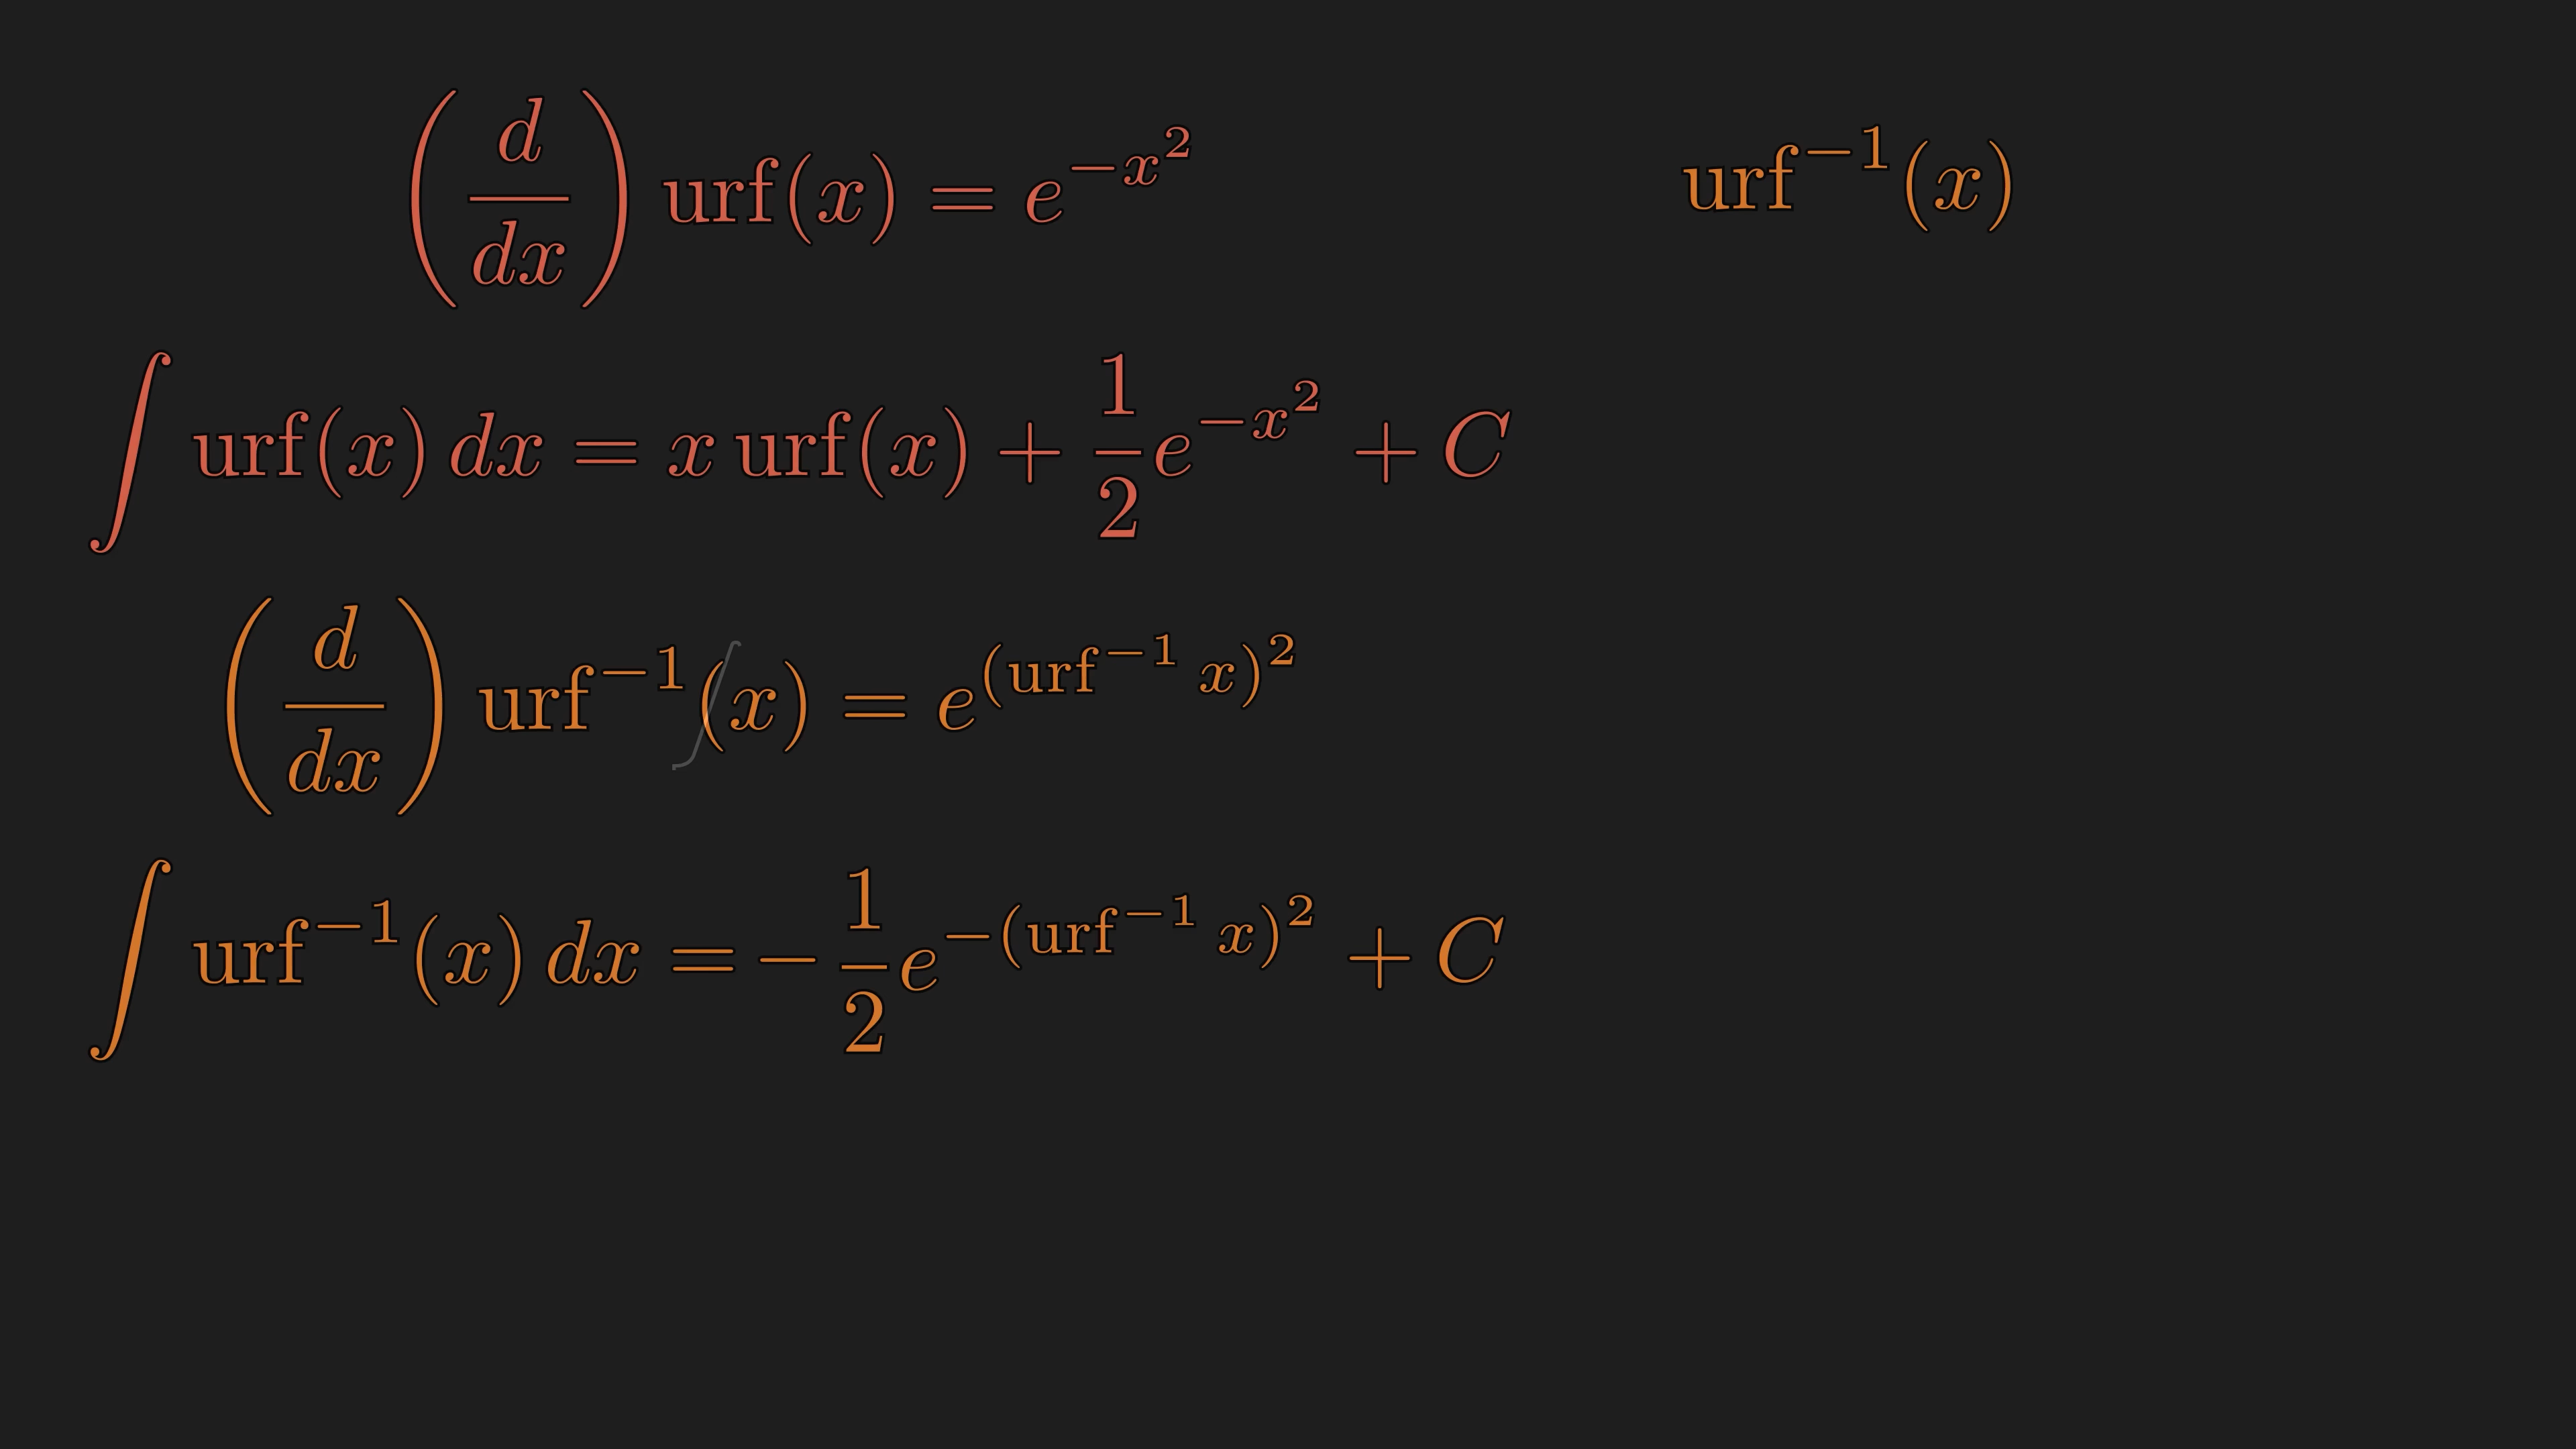 (d/dx) urf(x) = e^{-x^2}
urf^{-1}(x)
∫ urf(x) dx = x urf(x) + 1/2 e^{-x^2} + C
(d/dx) urf^{-1}(x) = e^{(urf^{-1} x)^2}
∫ urf^{-1}(x) dx = - 1/2 e^{-(urf^{-1} x)^2} + C